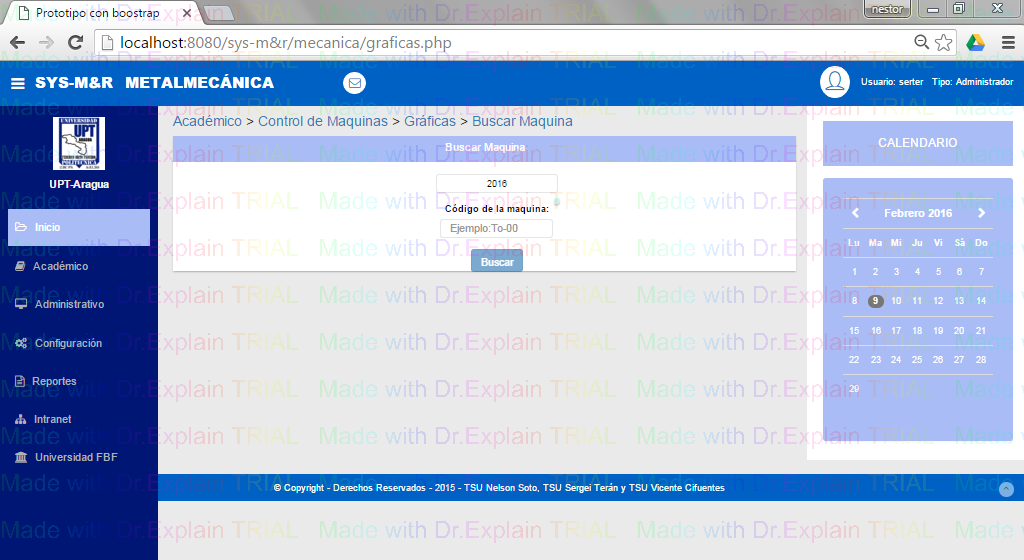 Prototipo con boostrap
nestor
localhost:8080/sys-m&r/mecanica/graficas.php
SYS-M&R METALMECÁNICA
Usuario: serter Tipo: Administrador
UNIVERSIDAD
UPT
ARAGUA
POLITECNICA
UPT-Aragua
Inicio
Académico
Administrativo
Configuración
Reportes
Intranet
Universidad FBF
Académico > Control de Maquinas > Gráficas > Buscar Maquina
Buscar Maquina
2016
Código de la maquina:
Ejemplo:To-00
Buscar
CALENDARIO
Febrero 2016
Lu Ma Mi Ju Vi Sá Do
1 2 3 4 5 6 7
8 9 10 11 12 13 14
15 16 17 18 19 20 21
22 23 24 25 26 27 28
29
© Copyright - Derechos Reservados - 2015 - TSU Nelson Soto, TSU Sergei Terán y TSU Vicente Cifuentes
Made with Dr.Explain TRIAL